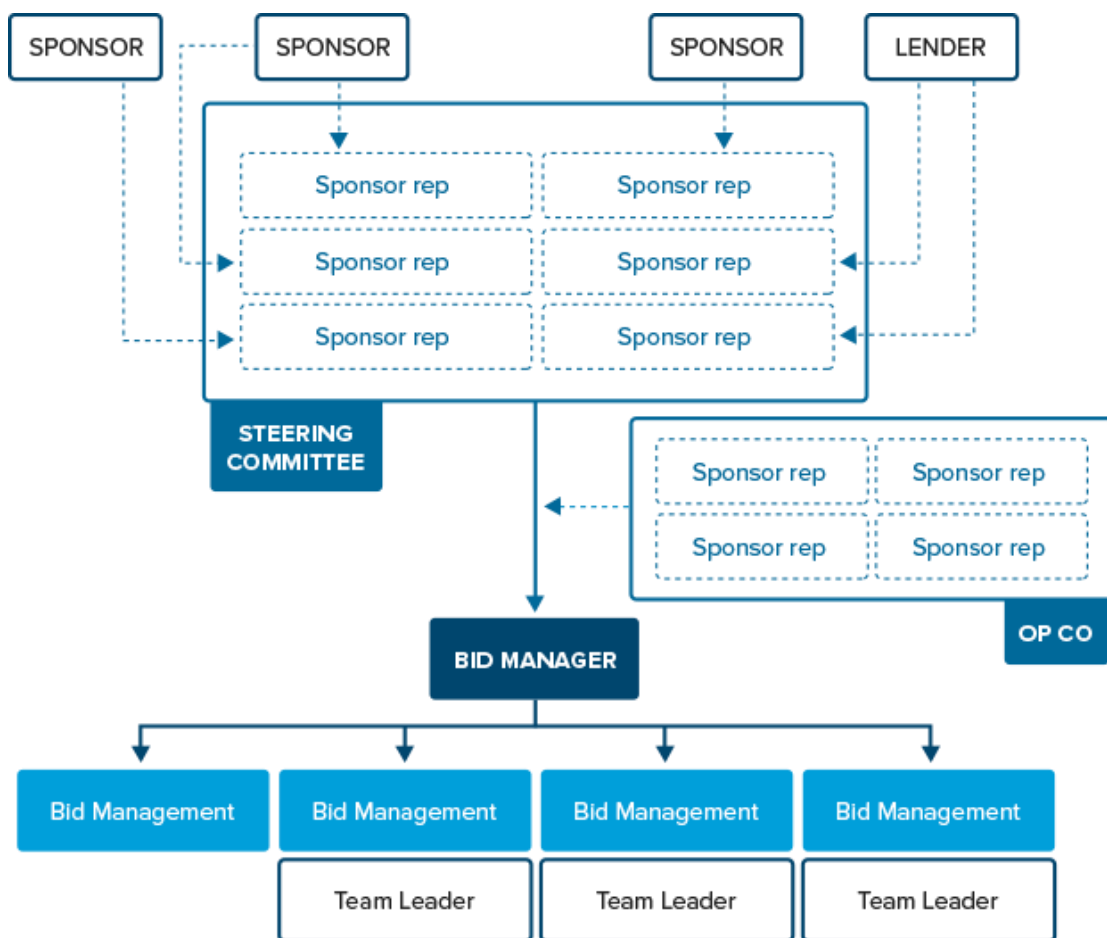 SPONSOR
SPONSOR
SPONSOR
LENDER
Sponsor rep
Sponsor rep
Sponsor rep
Sponsor rep
Sponsor rep
Sponsor rep
STEERING
COMMITTEE
Sponsor rep
Sponsor rep
Sponsor rep
Sponsor rep
OP CO
BID MANAGER
Bid Management
Bid Management
Bid Management
Bid Management
Team Leader
Team Leader
Team Leader